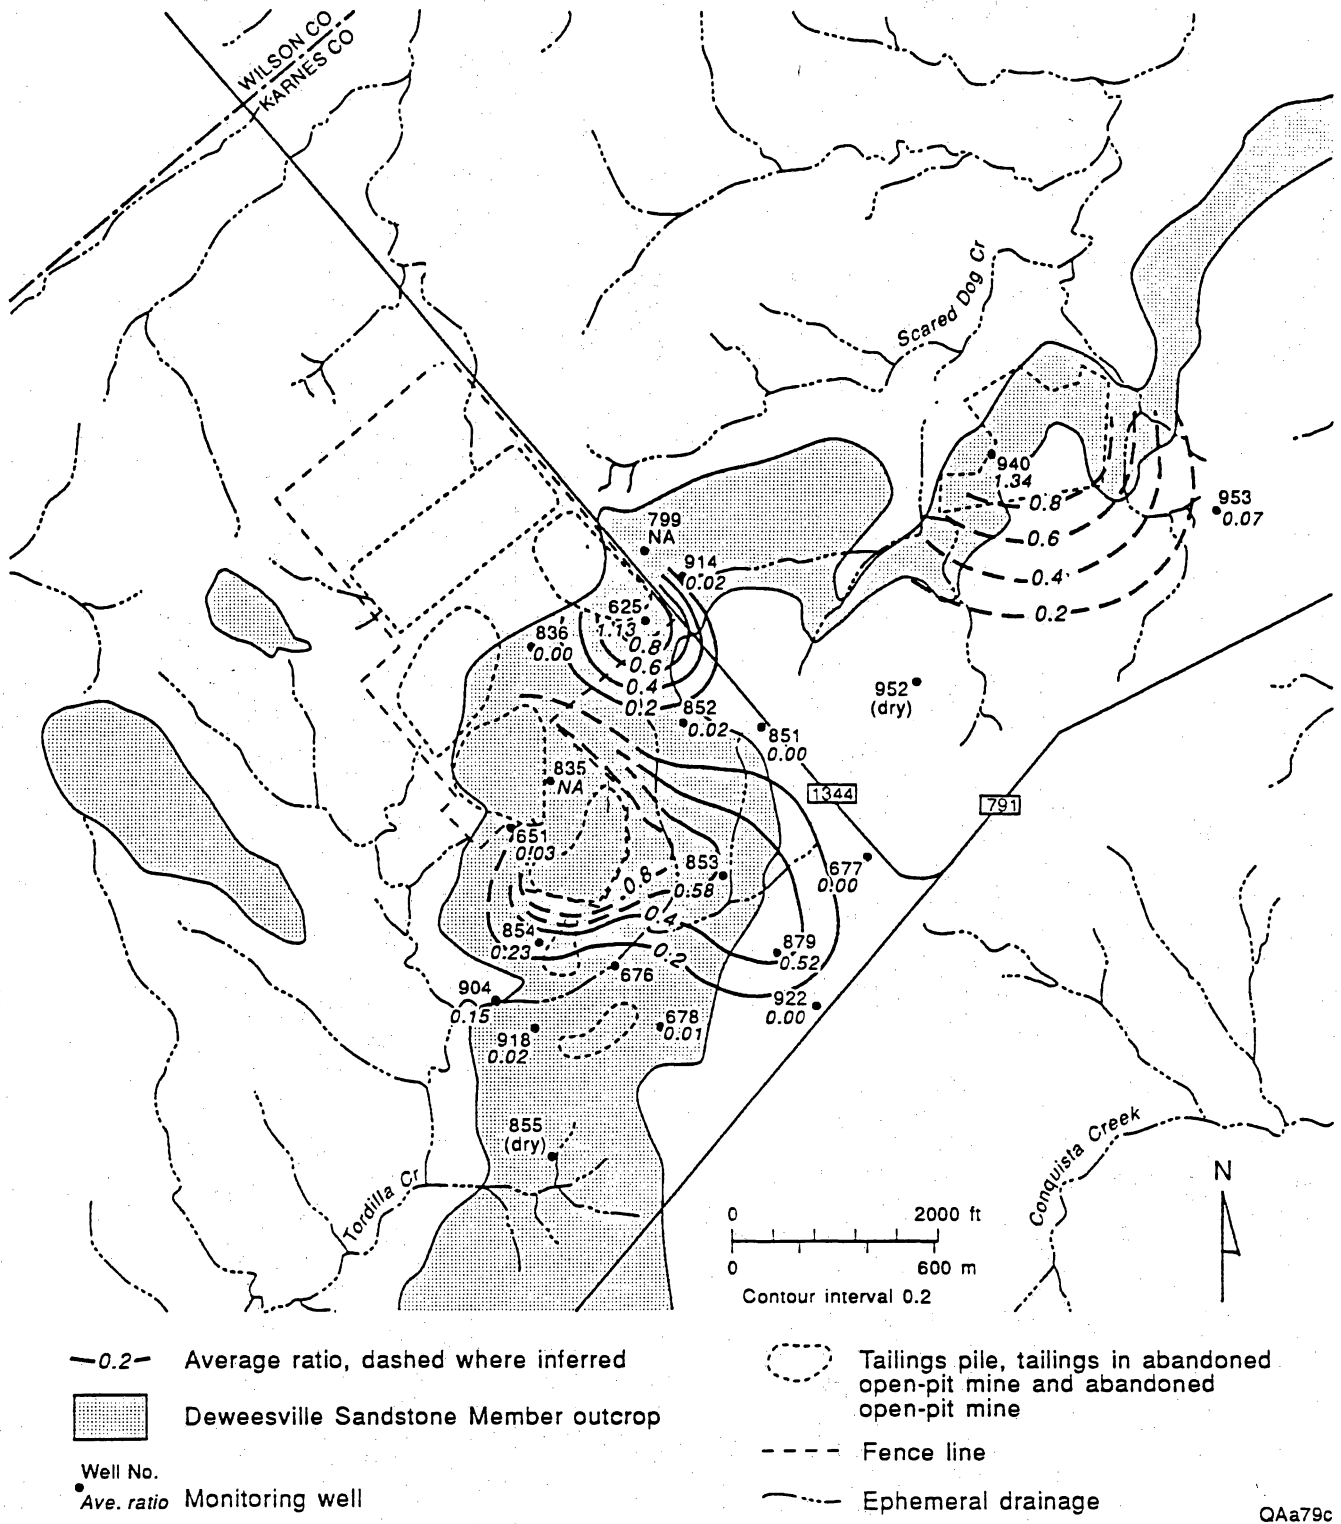 WILSON CO
KARNES CO
Scared Dog Cr
940
1.34
953
0.07
0.8
0.6
0.4
0.2
799
NA
914
0.02
625
1.13
836
0.00
0.8
0.6
0.4
0.2
852
0.02
952
(dry)
851
0.00
835
NA
1344
791
651
0.03
853
0.58
0.8
677
0.00
0.4
854
0.23
0.2
879
0.52
676
904
0.15
922
0.00
918
0.02
678
0.01
855
(dry)
Tordilla Cr
Conquista Creek
N
0 2000 ft
0 600 m
Contour interval 0.2
0.2 Average ratio, dashed where inferred
Deweesville Sandstone Member outcrop
Well No.
Ave. ratio Monitoring well
Tailings pile, tailings in abandoned
open-pit mine and abandoned
open-pit mine
Fence line
Ephemeral drainage
QAa79c